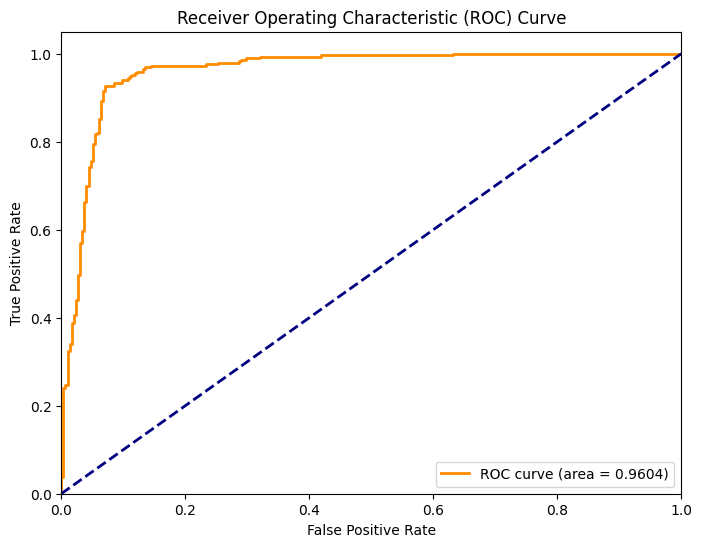 Receiver Operating Characteristic (ROC) Curve
1.0
0.8
0.6
0.4
0.2
0.0
True Positive Rate
ROC curve (area = 0.9604)
0.0 0.2 0.4 0.6 0.8 1.0
False Positive Rate